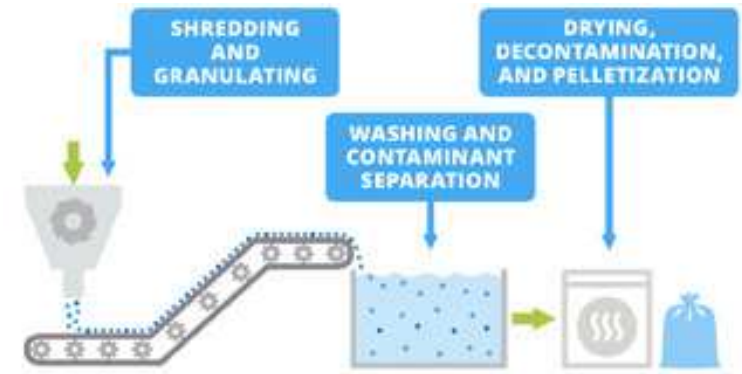 SHREDDING
AND
GRANULATING
DRYING,
DECONTAMINATION,
AND PELLETIZATION
WASHING AND
CONTAMINANT
SEPARATION